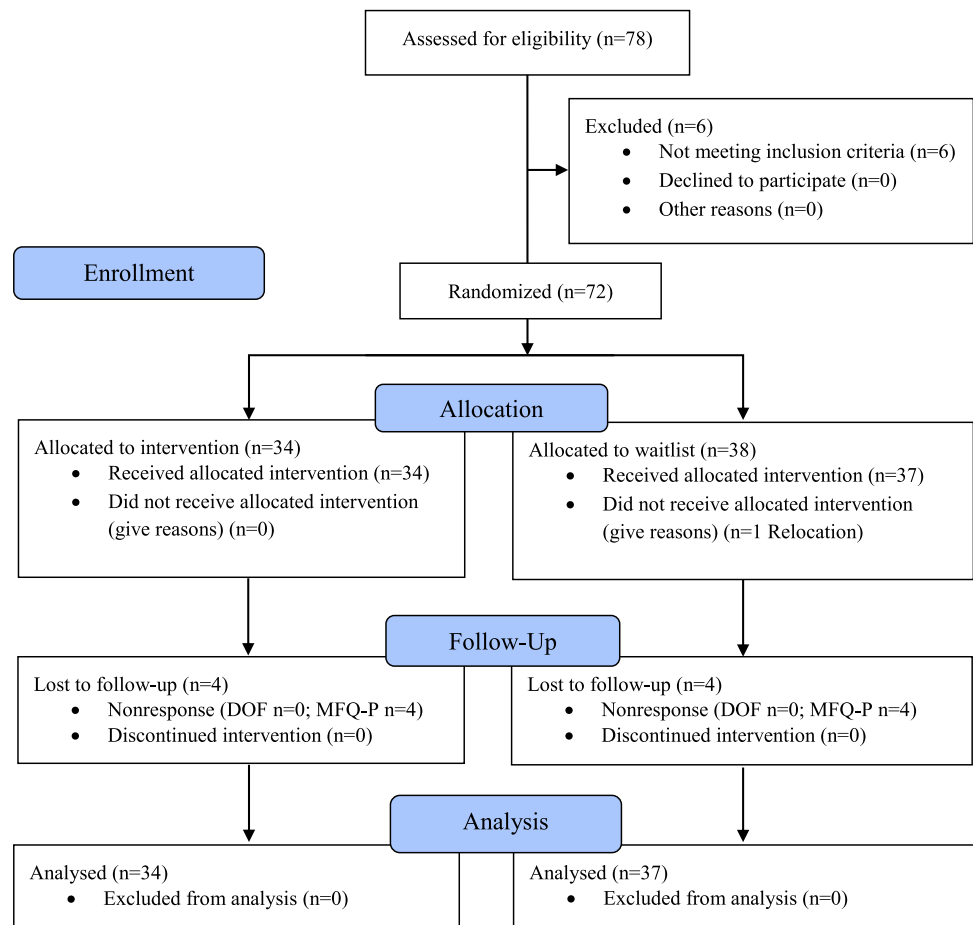 Assessed for eligibility (n=78)
Excluded (n=6)
• Not meeting inclusion criteria (n=6)
• Declined to participate (n=0)
• Other reasons (n=0)
Enrollment
Randomized (n=72)
Allocation
Allocated to intervention (n=34)
• Received allocated intervention (n=34)
• Did not receive allocated intervention
(give reasons) (n=0)
Allocated to waitlist (n=38)
• Received allocated intervention (n=37)
• Did not receive allocated intervention
(give reasons) (n=1 Relocation)
Follow-Up
Lost to follow-up (n=4)
• Nonresponse (DOF n=0; MFQ-P n=4)
• Discontinued intervention (n=0)
Lost to follow-up (n=4)
• Nonresponse (DOF n=0; MFQ-P n=4)
• Discontinued intervention (n=0)
Analysis
Analysed (n=34)
• Excluded from analysis (n=0)
Analysed (n=37)
• Excluded from analysis (n=0)